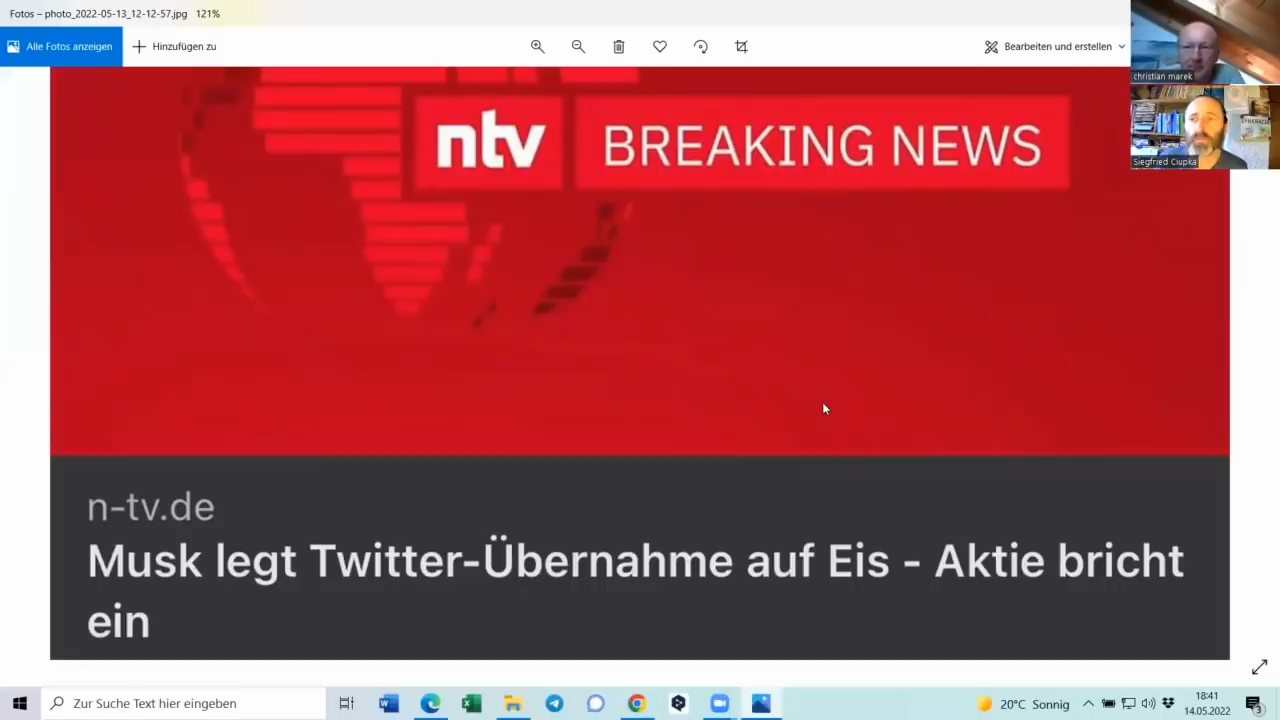 Fotos – photo_2022-05-13_12-12-57.jpg 121%
Alle Fotos anzeigen
Hinzufügen zu
Bearbeiten und erstellen
christian marek
Siegfried Ciupka
ntv BREAKING NEWS
n-tv.de
Musk legt Twitter-Übernahme auf Eis - Aktie bricht
ein
Zur Suche Text hier eingeben
20°C Sonnig
18:41
14.05.2022
3